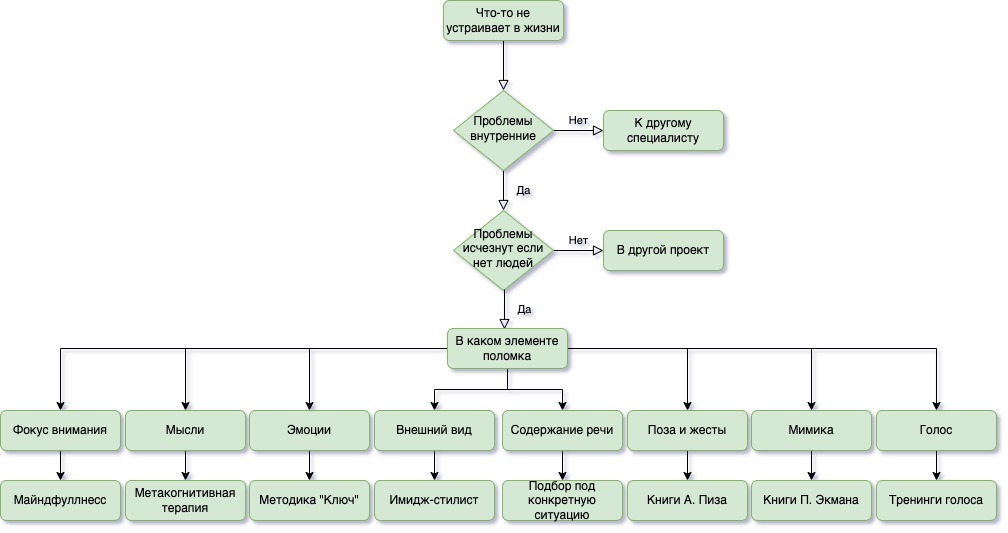 Что-то не
устраивает в жизни
Проблемы
внутренние
Нет
К другому
специалисту
Да
Проблемы
исчезнут если
нет людей
Нет
В другой проект
Да
В каком элементе
поломка
Фокус внимания
Мысли
Эмоции
Внешний вид
Содержание речи
Поза и жесты
Мимика
Голос
Майндфуллнесс
Метакогнитивная
терапия
Методика "Ключ"
Имидж-стилист
Подбор под
конкретную
ситуацию
Книги А. Пиза
Книги П. Экмана
Тренинги голоса